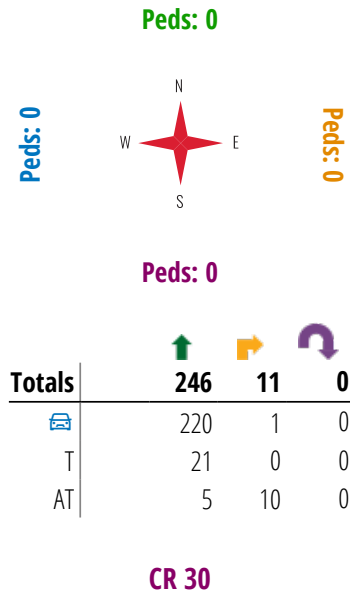 Peds: 0
N
Peds: 0
W
E
Peds: 0
S
Peds: 0
Totals 246 11 0
220 1 0
T 21 0 0
AT 5 10 0
CR 30